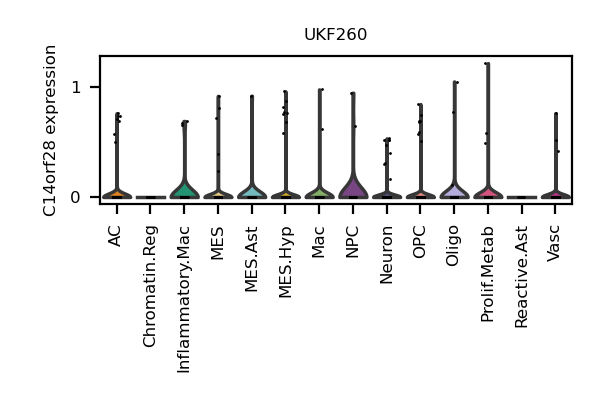 UKF260
C14orf28 expression
1
0
AC
Chromatin.Reg
Inflammatory.Mac
MES
MES.Ast
MES.Hyp
Mac
NPC
Neuron
OPC
Oligo
Prolif.Metab
Reactive.Ast
Vasc